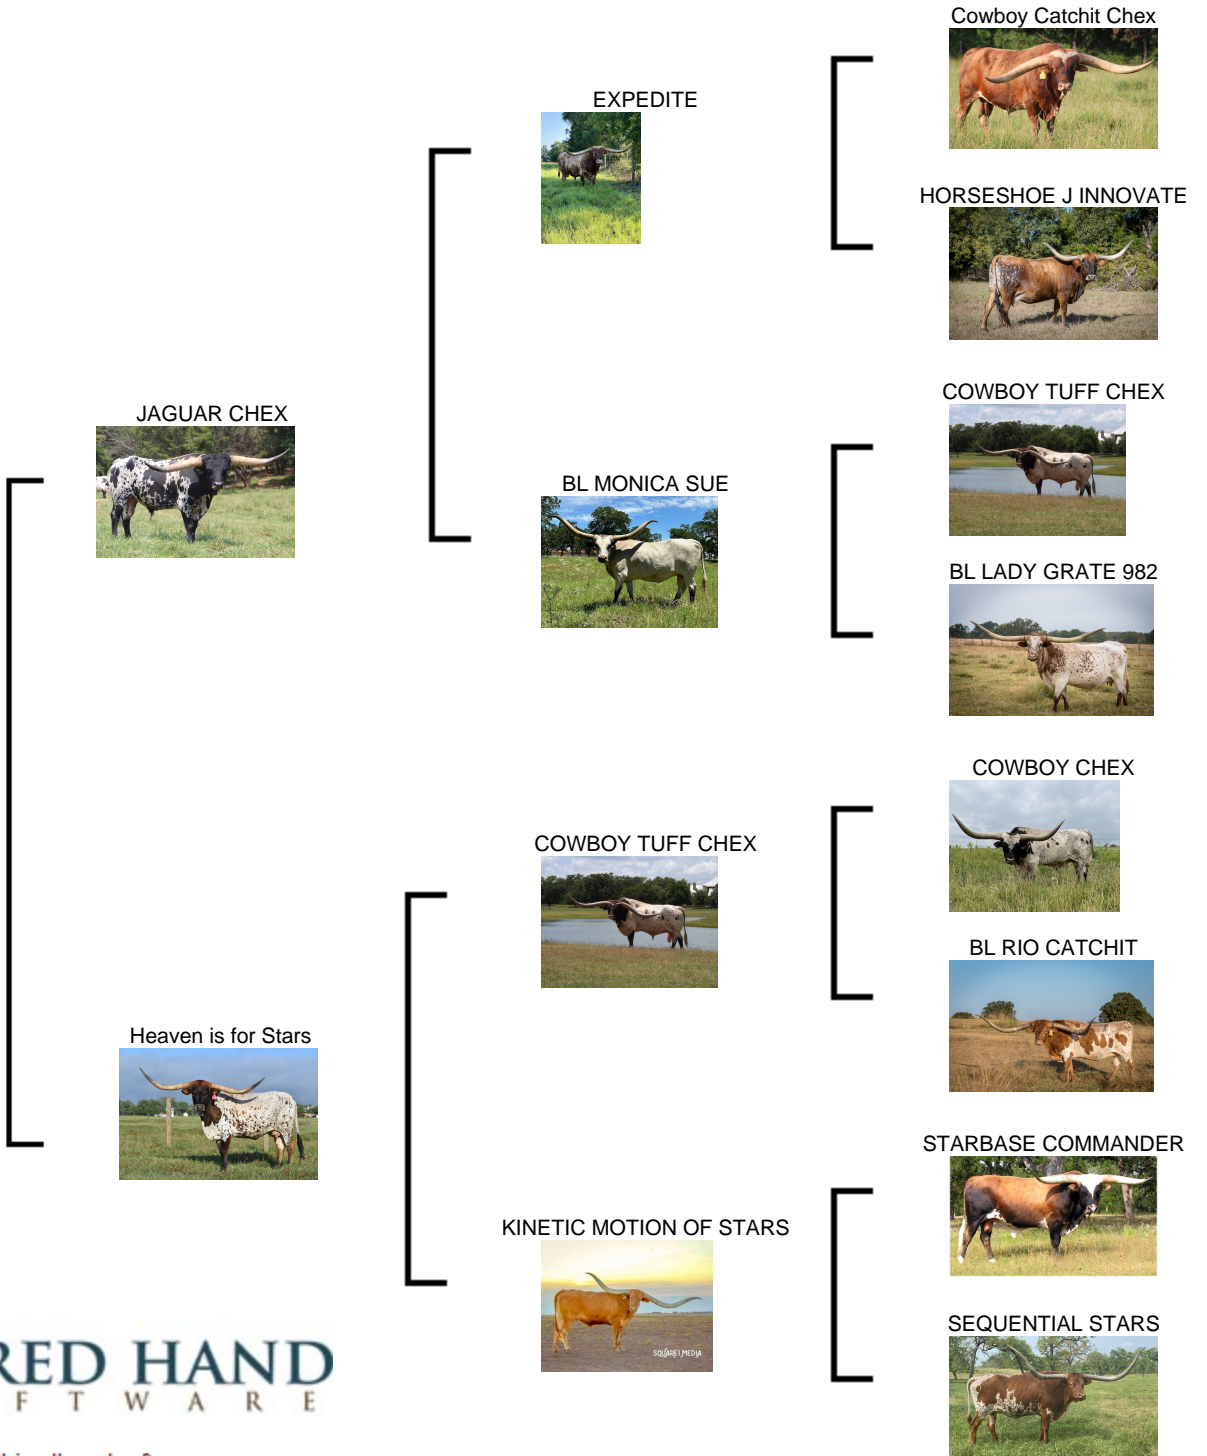 Cowboy Catchit Chex
EXPEDITE
HORSESHOE J INNOVATE
COWBOY TUFF CHEX
JAGUAR CHEX
BL MONICA SUE
BL LADY GRATE 982
COWBOY CHEX
COWBOY TUFF CHEX
BL RIO CATCHIT
Heaven is for Stars
STARBASE COMMANDER
KINETIC MOTION OF STARS
SEQUENTIAL STARS
SQUARE1MEDIA
RED HAND
FTWARE